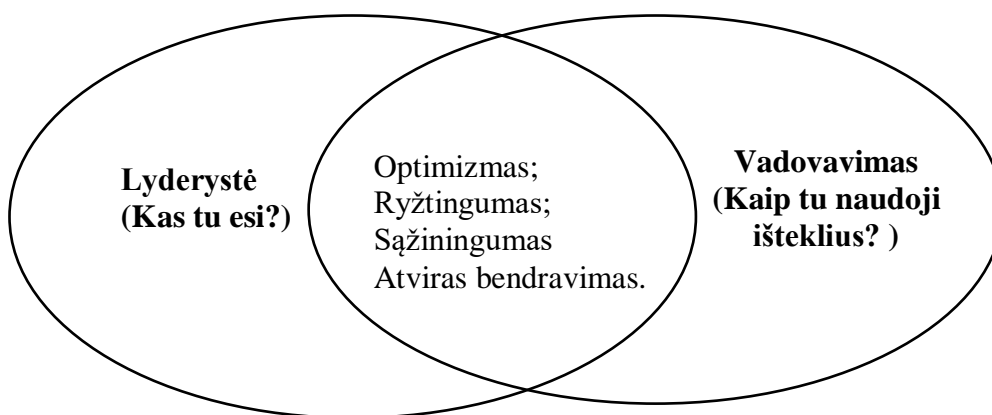 Lyderystė
(Kas tu esi?)
Optimizmas;
Ryžtingumas;
Sąžiningumas
Atviras bendravimas.
Vadovavimas
(Kaip tu naudoji
išteklius? )